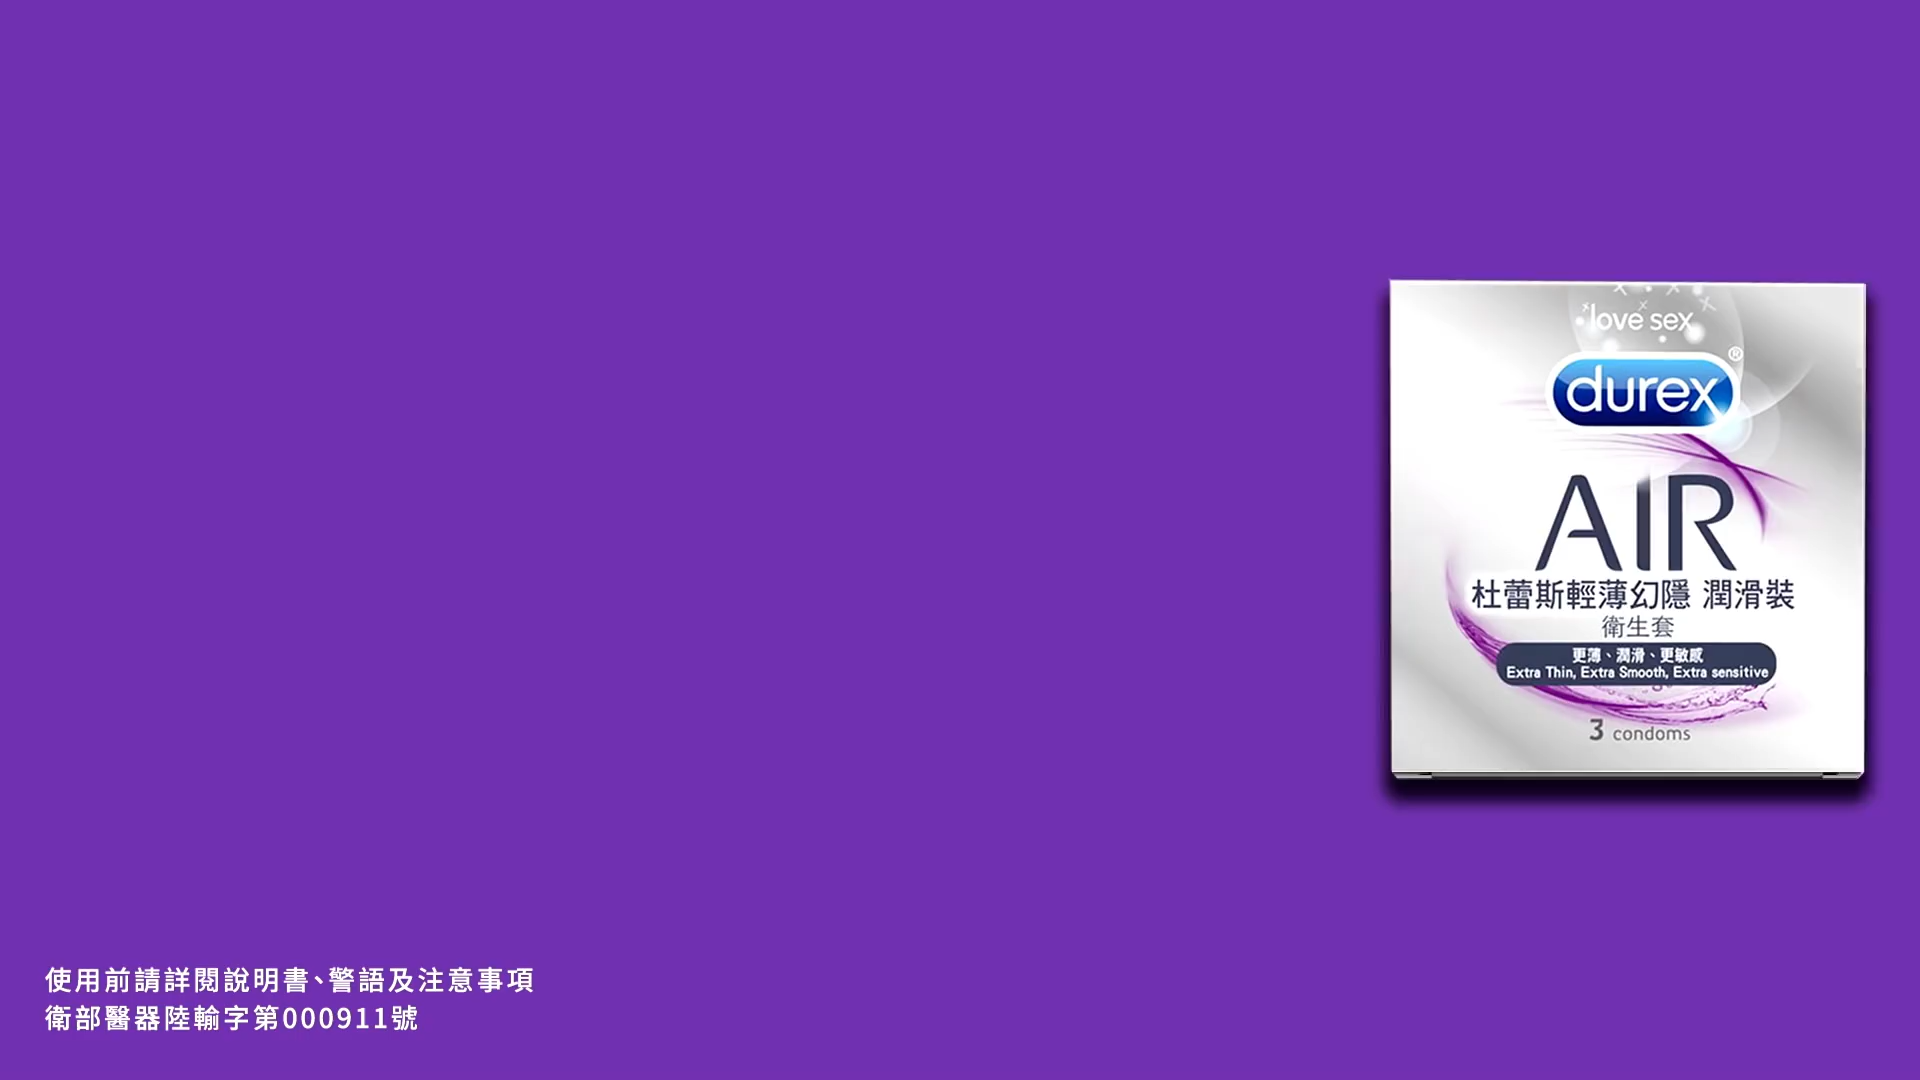 love sex
durex®
AIR
杜蕾斯輕薄幻隱 潤滑裝
衛生套
更薄、潤滑、更敏感
Extra Thin, Extra Smooth, Extra sensitive
3 condoms
使用前請詳閱說明書、警語及注意事項
衛部醫器陸輸字第000911號